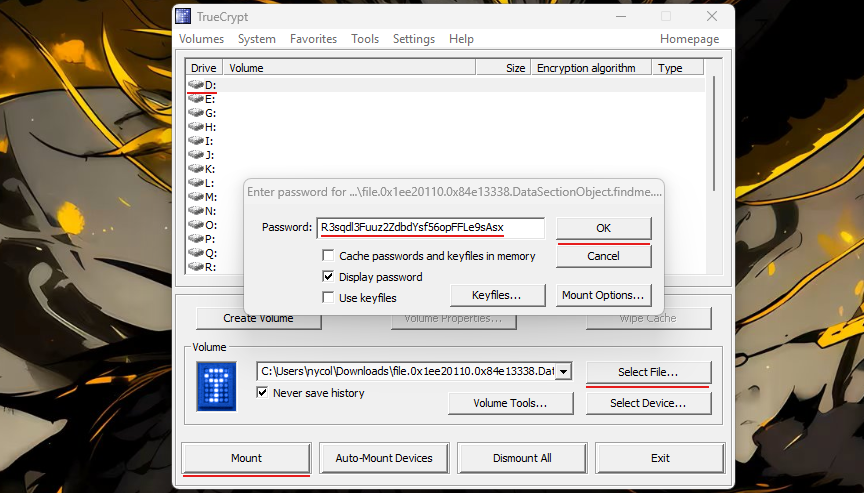 TrueCrypt
Volumes System Favorites Tools Settings Help Homepage
Drive Volume Size Encryption algorithm Type
D:
E:
G:
H:
I:
J:
K:
L:
M:
N:
O:
P:
Q:
R:
Enter password for ...\file.0x1ee20110.0x84e13338.DataSectionObject.findme....
Password: R3sqdl3Fuuz2ZdbdYsf56opFFLe9sAsx OK
Cache passwords and keyfiles in memory Cancel
Display password
Use keyfiles Keyfiles... Mount Options...
Create Volume Volume Properties... Wipe Cache
Volume
C:\Users\nycol\Downloads\file.0x1ee20110.0x84e13338.Dat Select File...
Never save history
Volume Tools... Select Device...
Mount Auto-Mount Devices Dismount All Exit